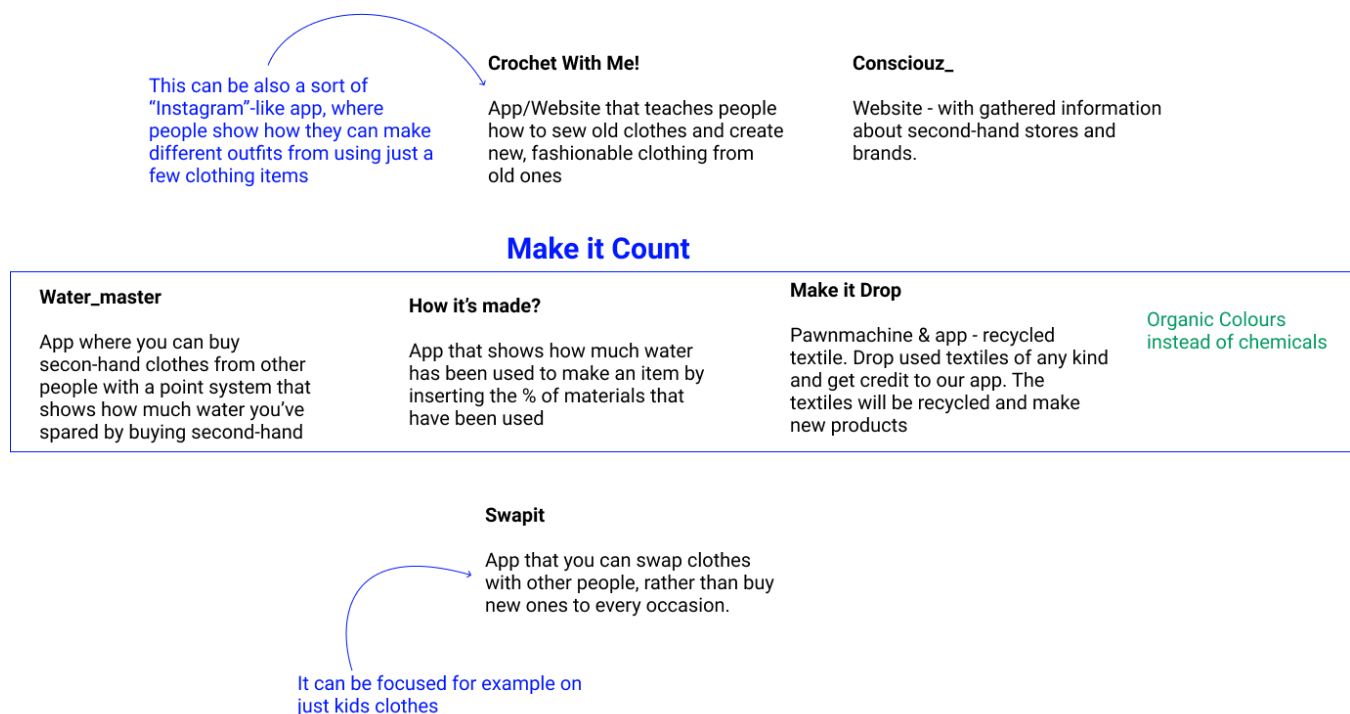 This can be also a sort of
“Instagram”-like app, where
people show how they can make
different outfits from using just a
few clothing items
Crochet With Me!
App/Website that teaches people
how to sew old clothes and create
new, fashionable clothing from
old ones
Consciouz_
Website - with gathered information
about second-hand stores and
brands.
Make it Count
Water_master
App where you can buy
secon-hand clothes from other
people with a point system that
shows how much water you’ve
spared by buying second-hand
How it’s made?
App that shows how much water
has been used to make an item by
inserting the % of materials that
have been used
Make it Drop
Pawnmachine & app - recycled
textile. Drop used textiles of any kind
and get credit to our app. The
textiles will be recycled and make
new products
Organic Colours
instead of chemicals
Swapit
App that you can swap clothes
with other people, rather than buy
new ones to every occasion.
It can be focused for example on
just kids clothes